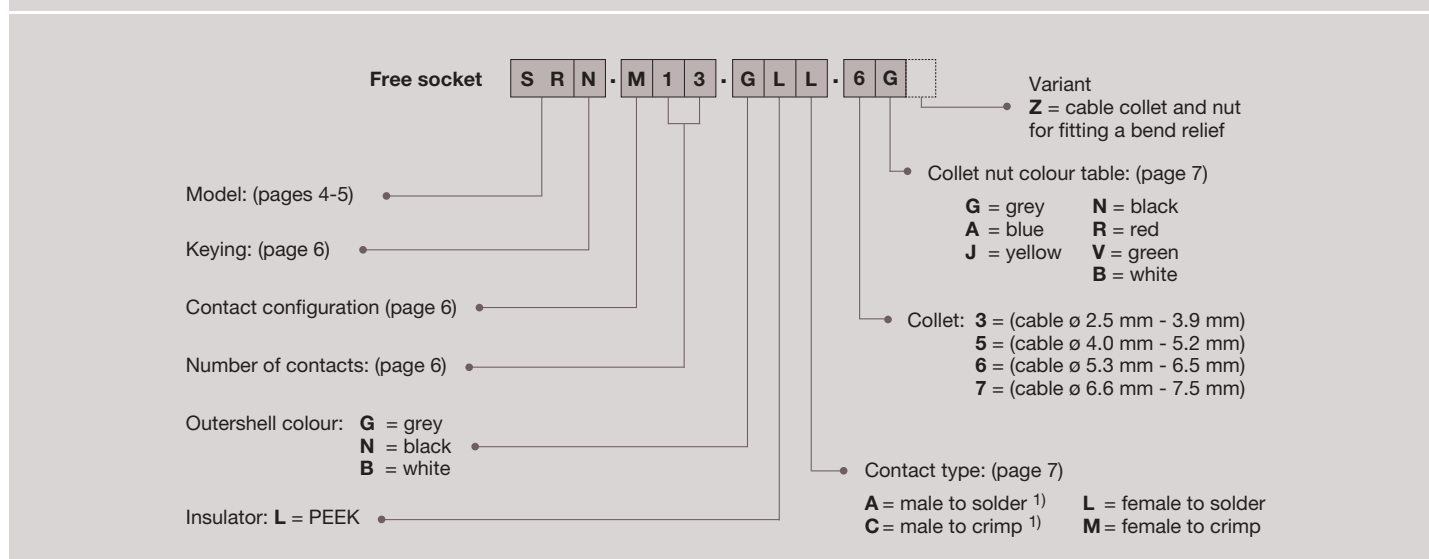 Free socket S R N . M 1 3 . G L L . 6 G
Variant
Z = cable collet and nut
for fitting a bend relief
Model: (pages 4-5)
Keying: (page 6)
Contact configuration (page 6)
Number of contacts: (page 6)
Outershell colour: G = grey
N = black
B = white
Insulator: L = PEEK
Collet nut colour table: (page 7)
G = grey N = black
A = blue R = red
J = yellow V = green
B = white
Collet: 3 = (cable ø 2.5 mm - 3.9 mm)
5 = (cable ø 4.0 mm - 5.2 mm)
6 = (cable ø 5.3 mm - 6.5 mm)
7 = (cable ø 6.6 mm - 7.5 mm)
Contact type: (page 7)
A = male to solder 1) L = female to solder
C = male to crimp 1) M = female to crimp